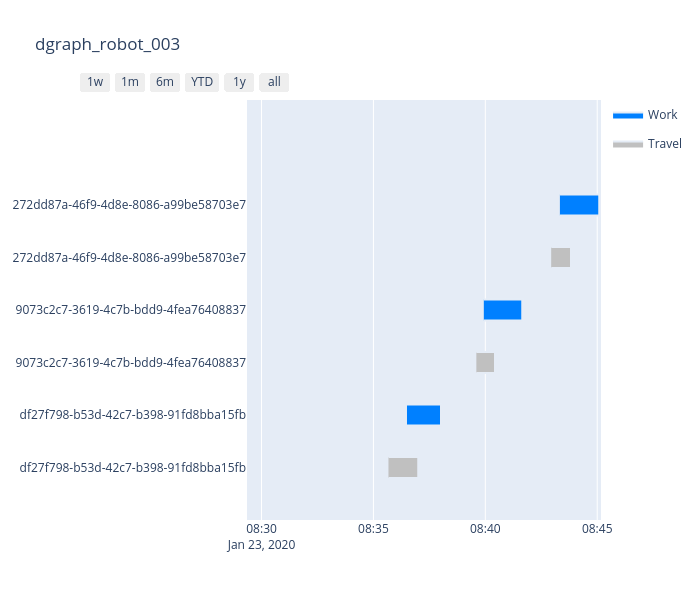 dgraph_robot_003
1w 1m 6m YTD 1y all
Work
Travel
272dd87a-46f9-4d8e-8086-a99be58703e7
272dd87a-46f9-4d8e-8086-a99be58703e7
9073c2c7-3619-4c7b-bdd9-4fea76408837
9073c2c7-3619-4c7b-bdd9-4fea76408837
df27f798-b53d-42c7-b398-91fd8bba15fb
df27f798-b53d-42c7-b398-91fd8bba15fb
08:30 08:35 08:40 08:45
Jan 23, 2020